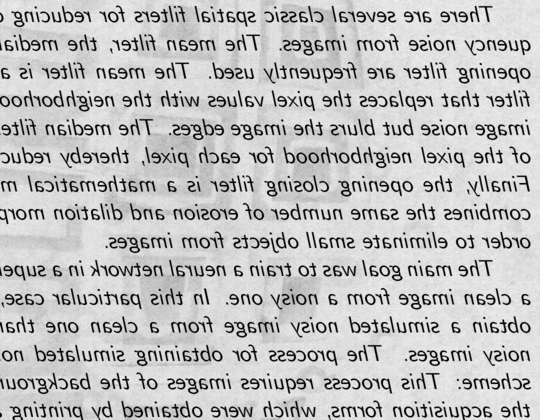 There are several classic spatial filters for reducing
quency noise from images. The mean filter, the median
opening filter are frequently used. The mean filter is a
filter that replaces the pixel values with the neighborhoo
image noise but blurs the image edges. The median filte
of the pixel neighborhood for each pixel, thereby reduc
Finally, the opening closing filter is a mathematical m
combines the same number of erosion and dilation morp
order to eliminate small objects from images.
The main goal was to train a neural network in a super
a clean image from a noisy one. In this particular case,
obtain a simulated noisy image from a clean one than
noisy images. The process for obtaining simulated no
scheme: This process requires images of the backgroun
the acquisition forms, which were obtained by printing a